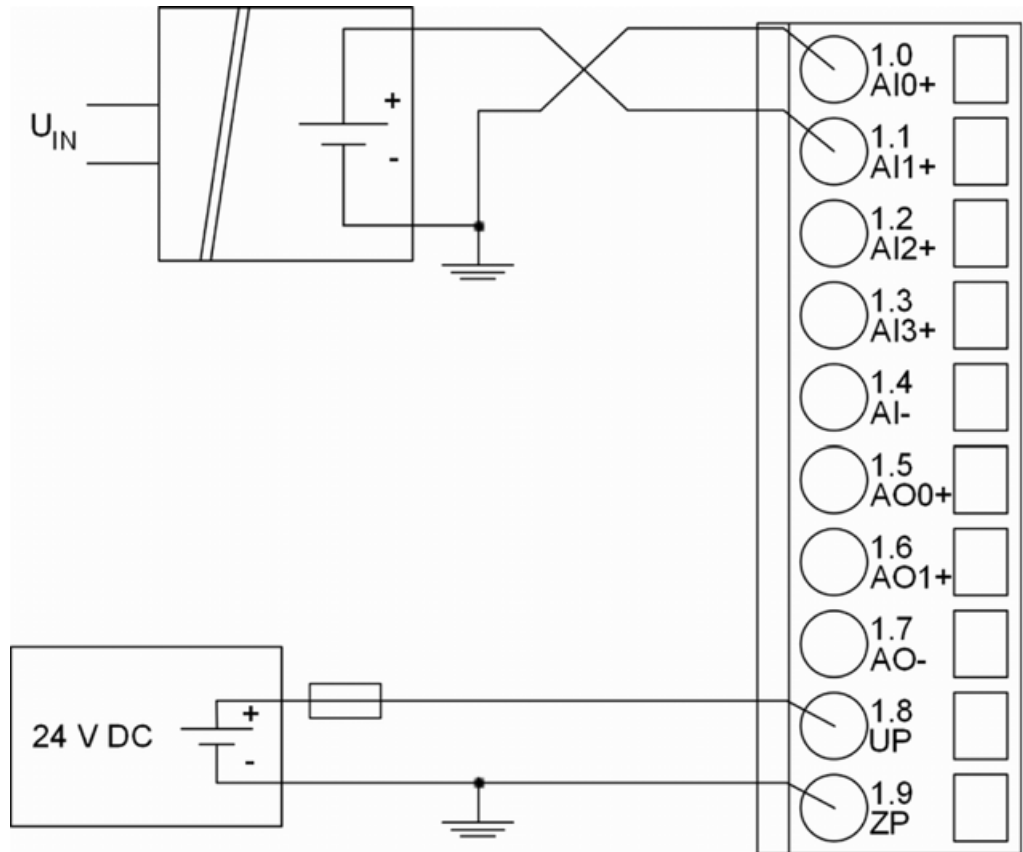 U_IN
+
-
1.0
AI0+
1.1
AI1+
1.2
AI2+
1.3
AI3+
1.4
AI-
1.5
AO0+
1.6
AO1+
1.7
AO-
24 V DC
+
-
1.8
UP
1.9
ZP